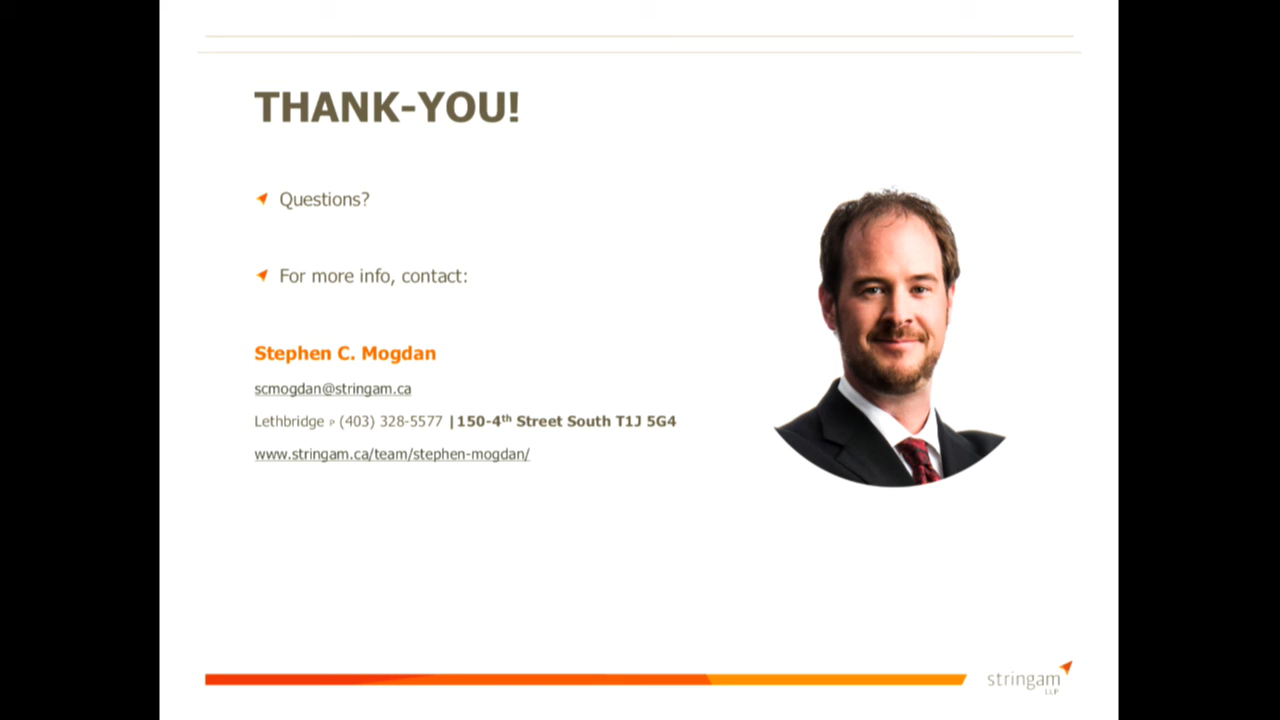 THANK-YOU!
Questions?
For more info, contact:
Stephen C. Mogdan
scmogdan@stringam.ca
Lethbridge P (403) 328-5577 | 150-4th Street South T1J 5G4
www.stringam.ca/team/stephen-mogdan/
stringam
LLP